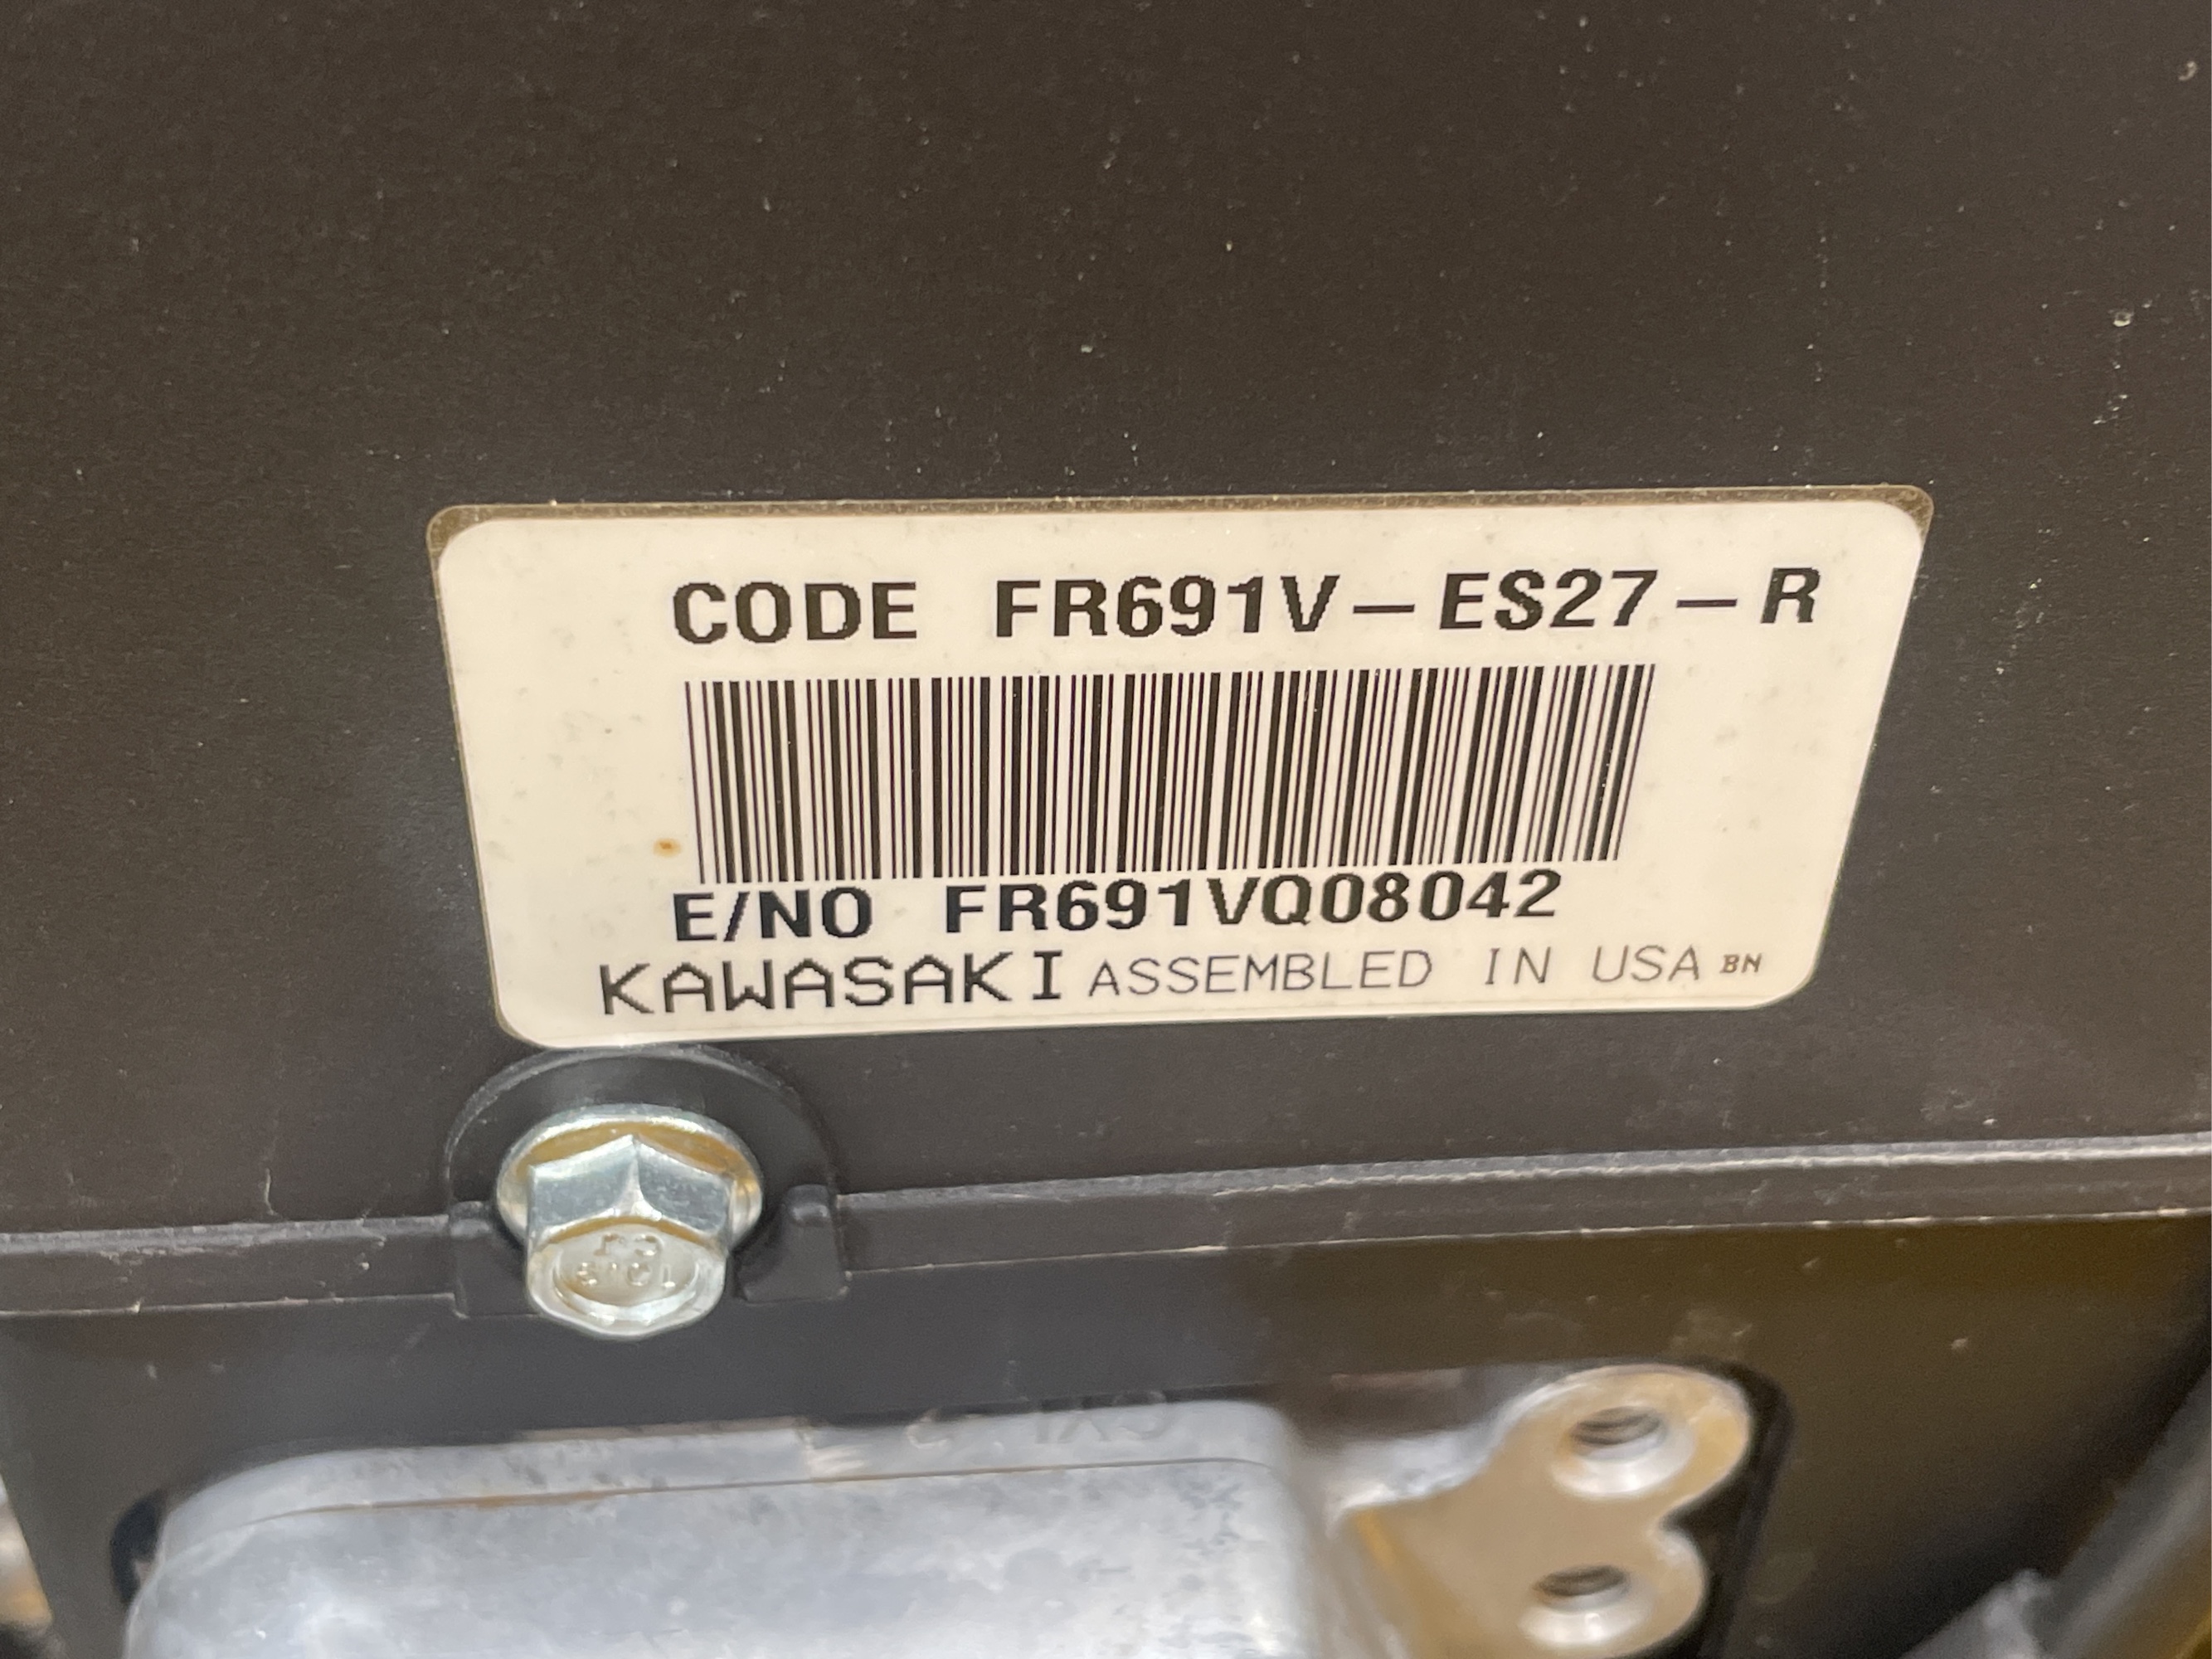 CODE FR691V-ES27-R
E/NO FR691VQ08042
KAWASAKI ASSEMBLED IN USA BN